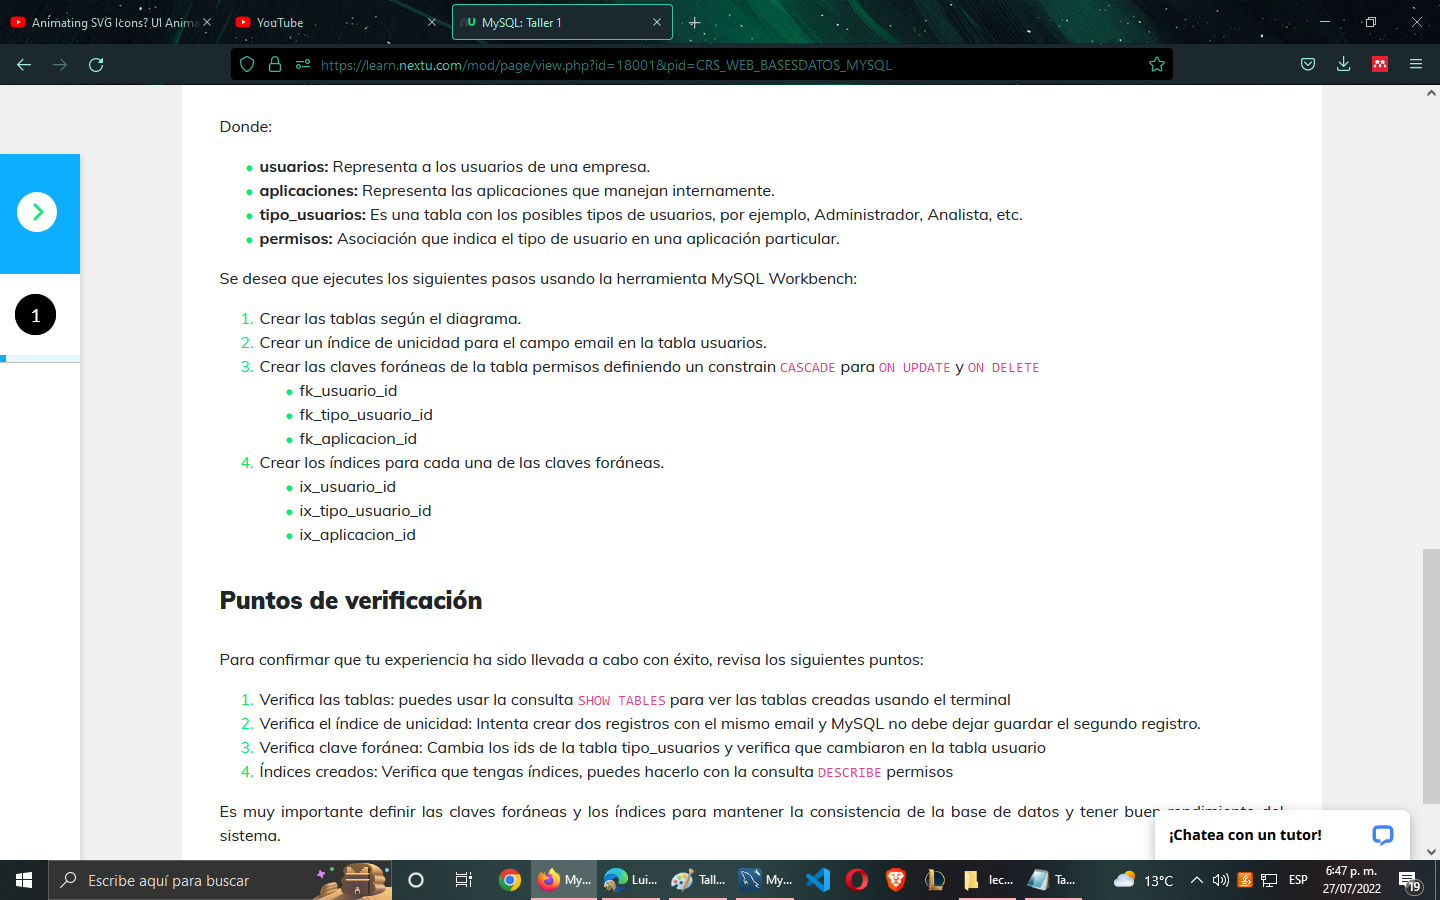 Animating SVG Icons? UI Anima
YouTube
MySQL: Taller 1
https://learn.nextu.com/mod/page/view.php?id=18001&pid=CRS_WEB_BASESDATOS_MYSQL
Donde:
usuarios: Representa a los usuarios de una empresa.
aplicaciones: Representa las aplicaciones que manejan internamente.
tipo_usuarios: Es una tabla con los posibles tipos de usuarios, por ejemplo, Administrador, Analista, etc.
permisos: Asociación que indica el tipo de usuario en una aplicación particular.
Se desea que ejecutes los siguientes pasos usando la herramienta MySQL Workbench:
1
1. Crear las tablas según el diagrama.
2. Crear un índice de unicidad para el campo email en la tabla usuarios.
3. Crear las claves foráneas de la tabla permisos definiendo un constrain CASCADE para ON UPDATE y ON DELETE
fk_usuario_id
fk_tipo_usuario_id
fk_aplicacion_id
4. Crear los índices para cada una de las claves foráneas.
ix_usuario_id
ix_tipo_usuario_id
ix_aplicacion_id
Puntos de verificación
Para confirmar que tu experiencia ha sido llevada a cabo con éxito, revisa los siguientes puntos:
1. Verifica las tablas: puedes usar la consulta SHOW TABLES para ver las tablas creadas usando el terminal
2. Verifica el índice de unicidad: Intenta crear dos registros con el mismo email y MySQL no debe dejar guardar el segundo registro.
3. Verifica clave foránea: Cambia los ids de la tabla tipo_usuarios y verifica que cambiaron en la tabla usuario
4. Índices creados: Verifica que tengas índices, puedes hacerlo con la consulta DESCRIBE permisos
Es muy importante definir las claves foráneas y los índices para mantener la consistencia de la base de datos y tener buen rendimiento del
sistema.
¡Chatea con un tutor!
Escribe aquí para buscar
My...
Lui...
Tall...
My...
lec...
Ta...
13°C
ESP
6:47 p. m.
27/07/2022
19